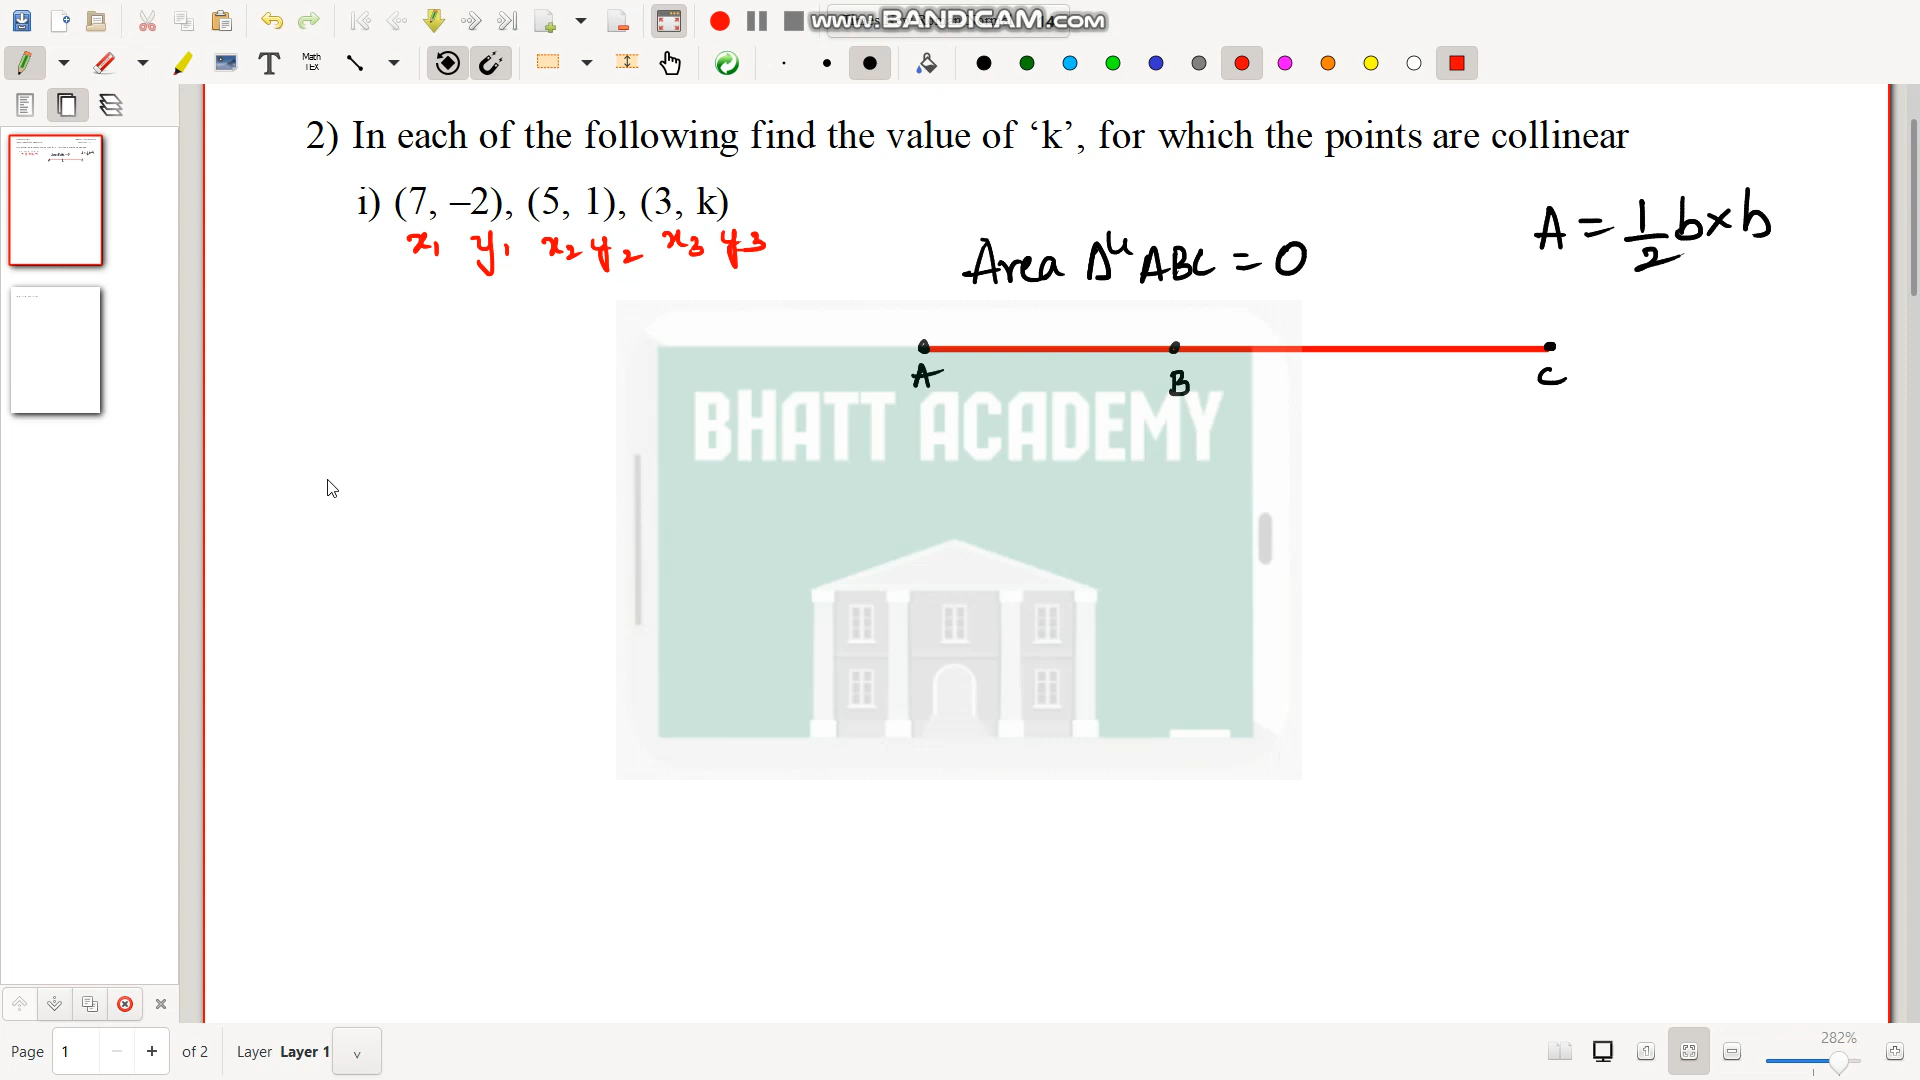 www.BANDICAM.com
Math
TEX
2) In each of the following find the value of ‘k’, for which the points are collinear
i) (7, –2), (5, 1), (3, k)
x₁ y₁ x₂ y₂ x₃ y₃
Area Δˡᵉ ABC = 0
A = 1/2 b × h
A B C
BHATT ACADEMY
Page 1 of 2 Layer Layer 1
282%